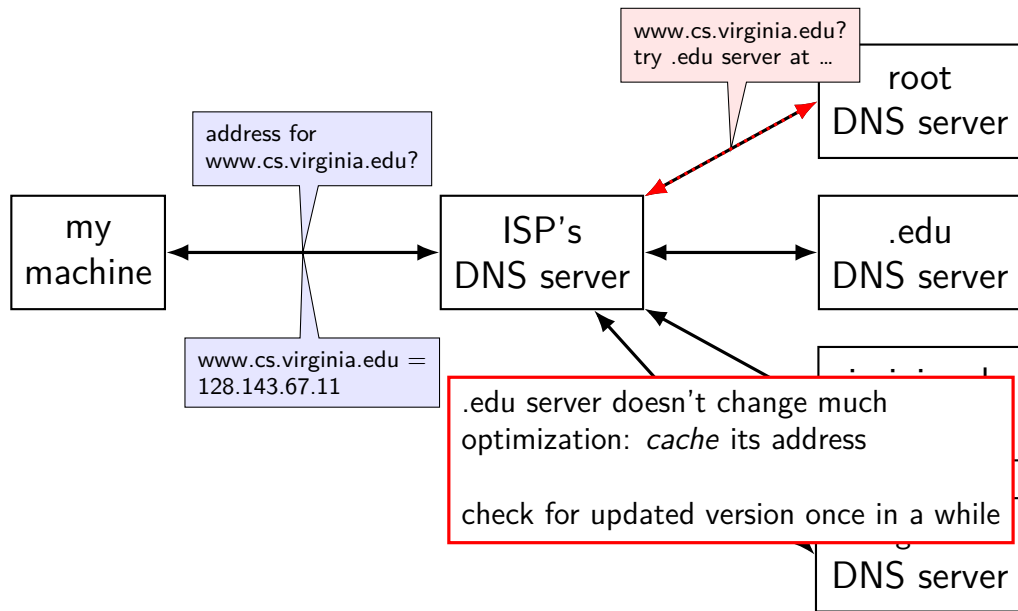 www.cs.virginia.edu?
try .edu server at ...
root
DNS server
address for
www.cs.virginia.edu?
my
machine
ISP's
DNS server
.edu
DNS server
www.cs.virginia.edu =
128.143.67.11
.edu server doesn't change much
optimization: cache its address
check for updated version once in a while
DNS server